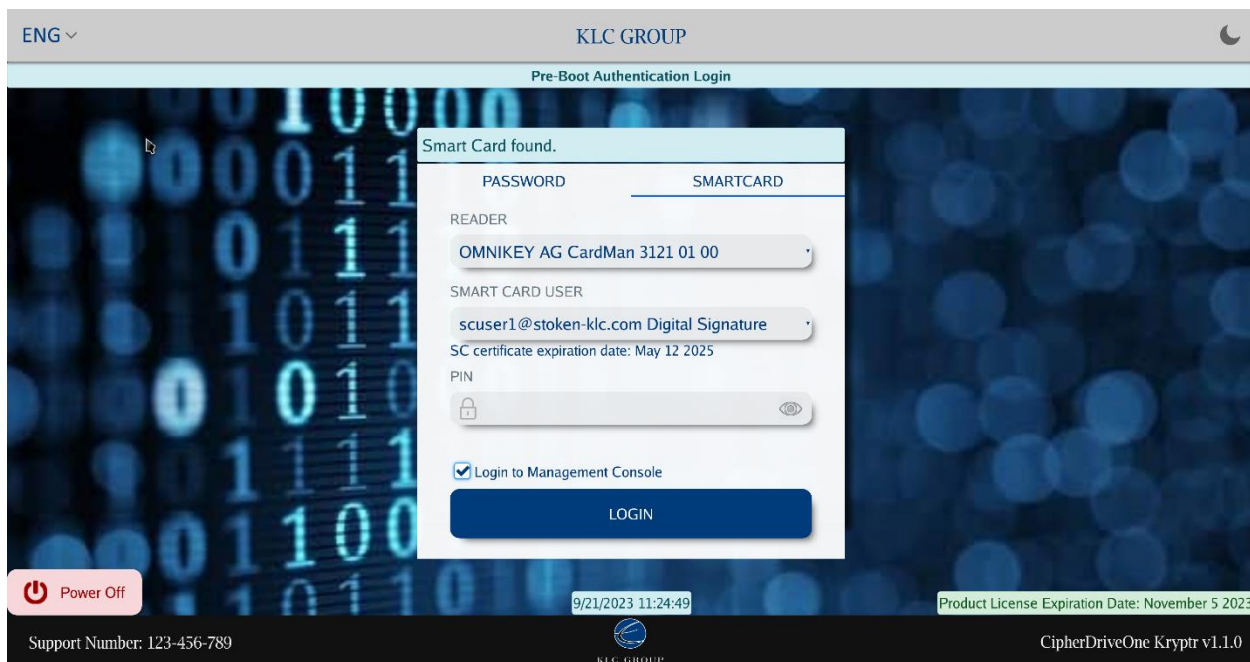 ENG
KLC GROUP
Pre-Boot Authentication Login
Smart Card found.
PASSWORD SMARTCARD
READER
OMNIKEY AG CardMan 3121 01 00
SMART CARD USER
scuser1@stoken-klc.com Digital Signature
SC certificate expiration date: May 12 2025
PIN
Login to Management Console
LOGIN
Power Off
9/21/2023 11:24:49
Product License Expiration Date: November 5 2023
Support Number: 123-456-789
KLC GROUP
CipherDriveOne Kryptr v1.1.0